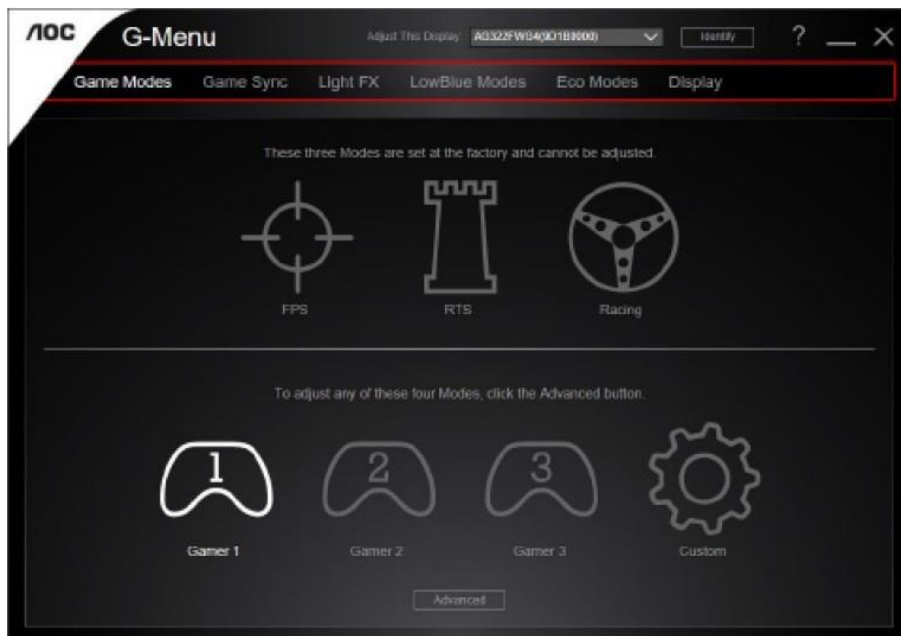 AOC G-Menu Adjust This Display: AG322FWG4(9O1B0000) Identify ?
Game Modes Game Sync Light FX LowBlue Modes Eco Modes Display
These three Modes are set at the factory and cannot be adjusted.
FPS RTS Racing
To adjust any of these four Modes, click the Advanced button.
1 2 3
Gamer 1 Gamer 2 Gamer 3 Custom
Advanced